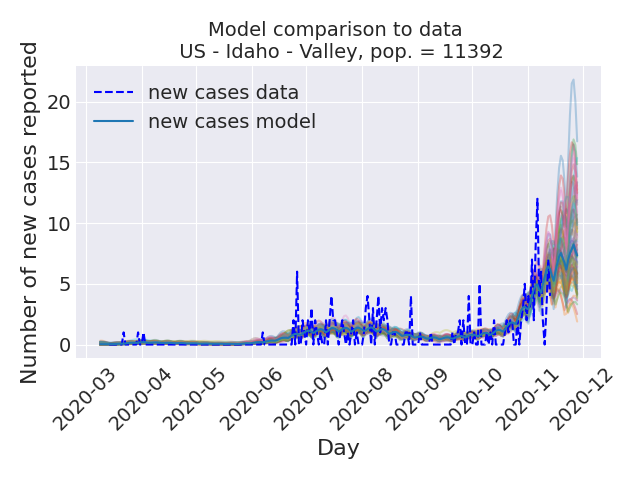 Model comparison to data
US - Idaho - Valley, pop. = 11392
Number of new cases reported
20
15
10
5
0
new cases data
new cases model
2020-03
2020-04
2020-05
2020-06
2020-07
2020-08
2020-09
2020-10
2020-11
2020-12
Day